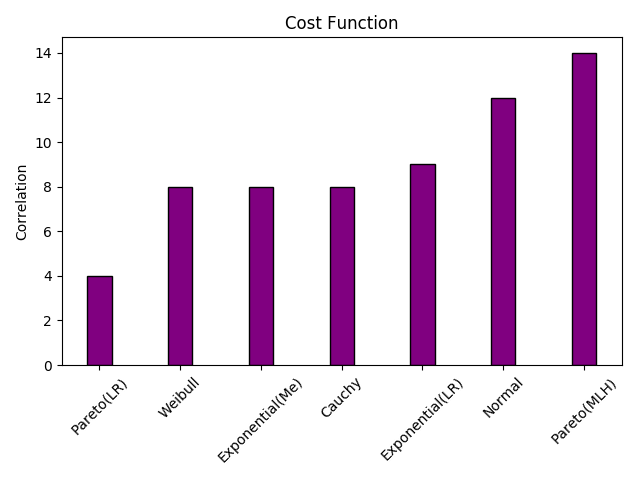 Cost Function
Correlation
14
12
10
8
6
4
2
0
Pareto(LR)
Weibull
Exponential(Me)
Cauchy
Exponential(LR)
Normal
Pareto(MLH)